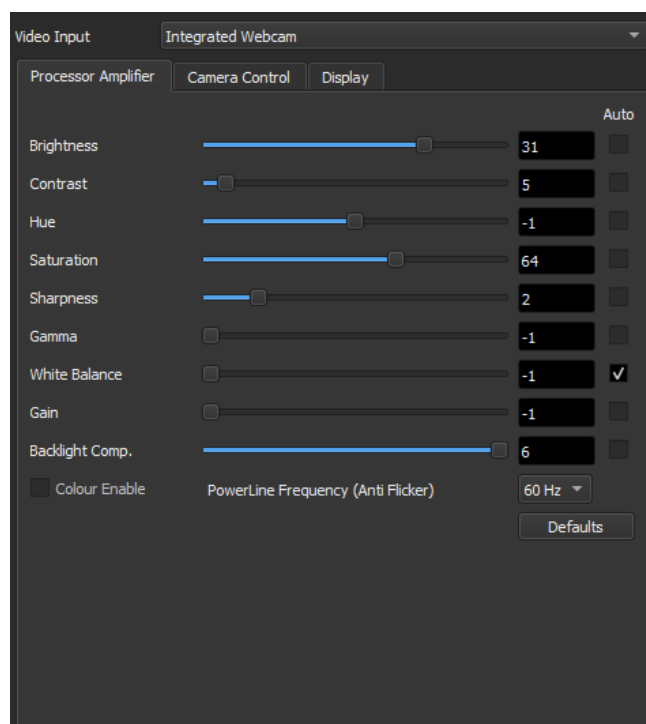 Video Input Integrated Webcam
Processor Amplifier Camera Control Display
Auto
Brightness 31
Contrast 5
Hue -1
Saturation 64
Sharpness 2
Gamma -1
White Balance -1
Gain -1
Backlight Comp. 6
Colour Enable PowerLine Frequency (Anti Flicker) 60 Hz
Defaults